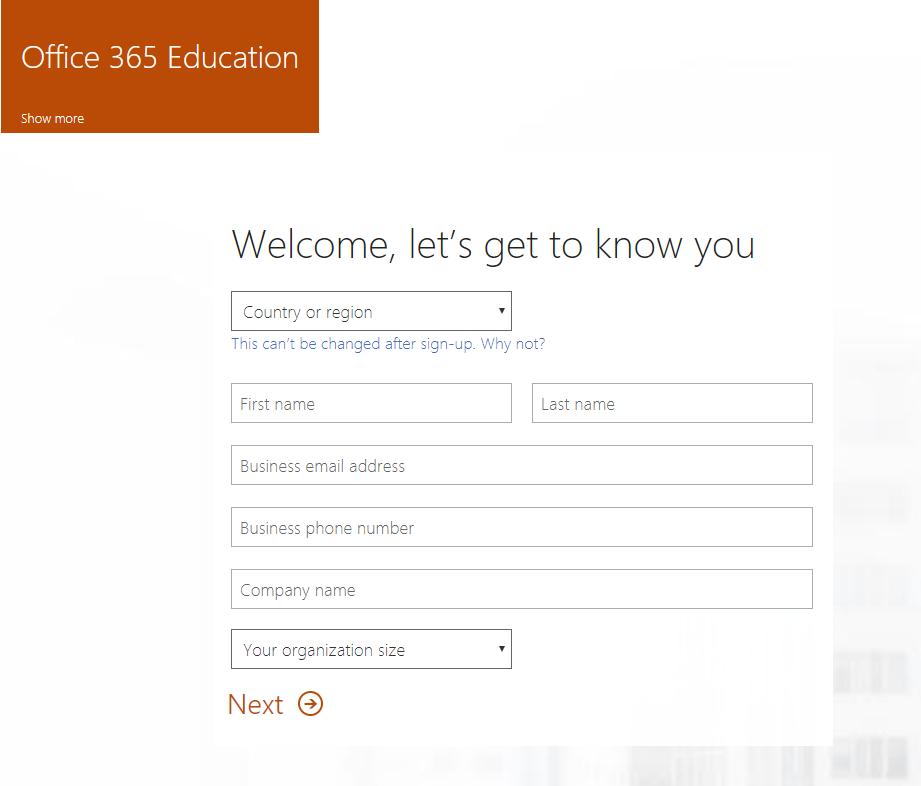 Office 365 Education
Show more
Welcome, let's get to know you
Country or region
This can't be changed after sign-up. Why not?
First name
Last name
Business email address
Business phone number
Company name
Your organization size
Next